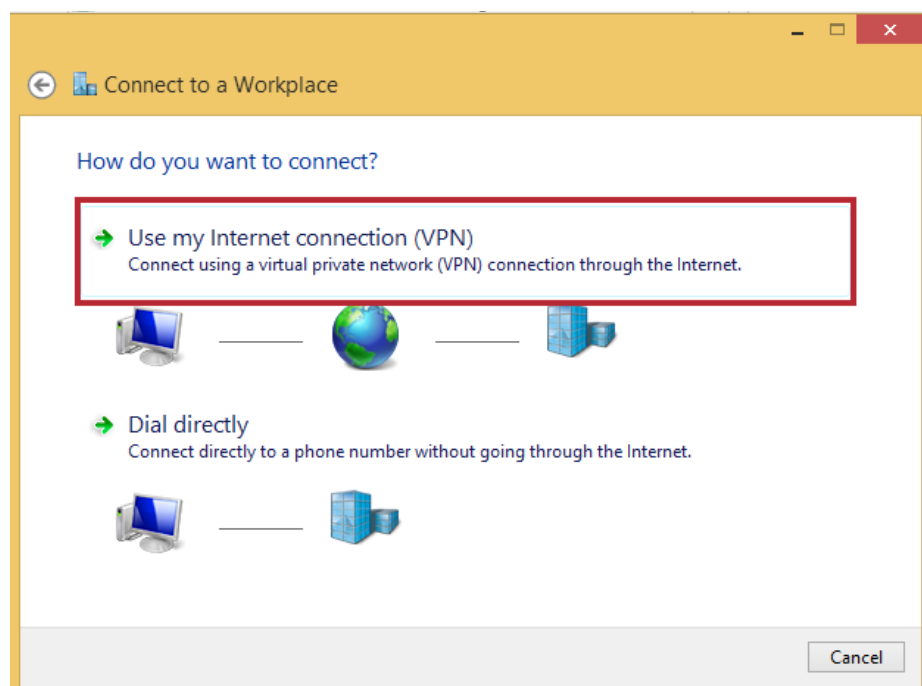 Connect to a Workplace
How do you want to connect?
Use my Internet connection (VPN)
Connect using a virtual private network (VPN) connection through the Internet.
Dial directly
Connect directly to a phone number without going through the Internet.
Cancel